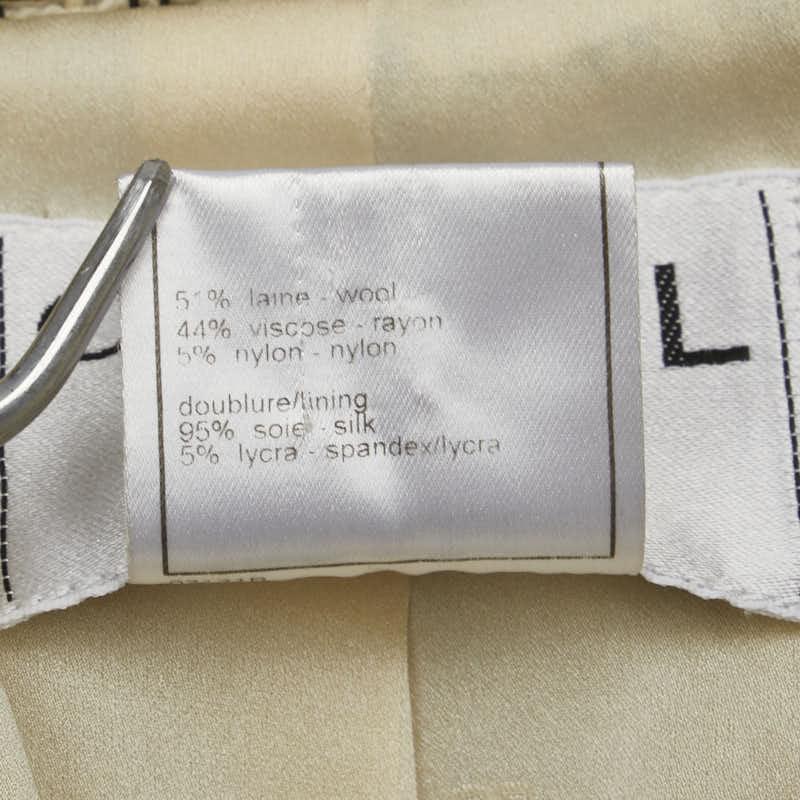 51% laine - wool
44% viscose - rayon
5% nylon - nylon
doublure/lining
95% soie - silk
5% lycra - spandex/lycra
L